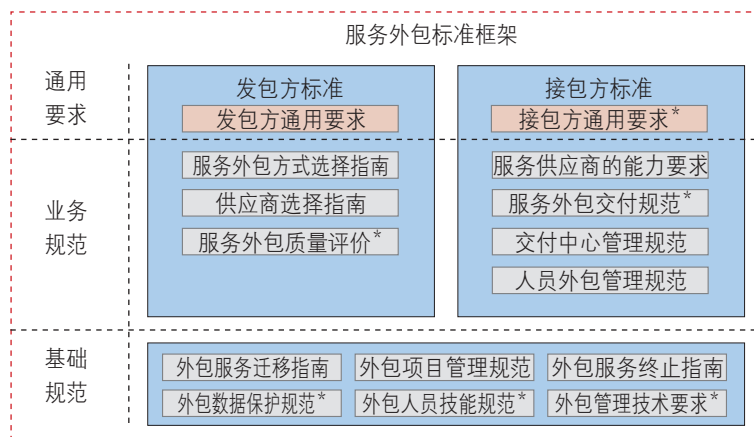 服务外包标准框架
通用
要求
发包方标准
发包方通用要求
接包方标准
接包方通用要求*
业务
规范
服务外包方式选择指南
供应商选择指南
服务外包质量评价*
服务供应商的能力要求
服务外包交付规范*
交付中心管理规范
人员外包管理规范
基础
规范
外包服务迁移指南 外包项目管理规范 外包服务终止指南
外包数据保护规范* 外包人员技能规范* 外包管理技术要求*